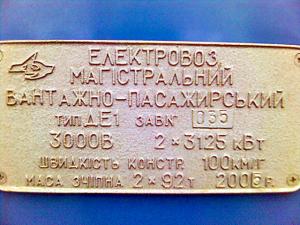 ЕЛЕКТРОВОЗ
МАГІСТРАЛЬНИЙ
ВАНТАЖНО-ПАСАЖИРСЬКИЙ
ТИП ДЕ1 ЗАВ№ 035
3000В 2×3125 кВт
ШВИДКІСТЬ КОНСТР. 100КМ/Г
МАСА ЗЧІПНА 2×92т 2005г.